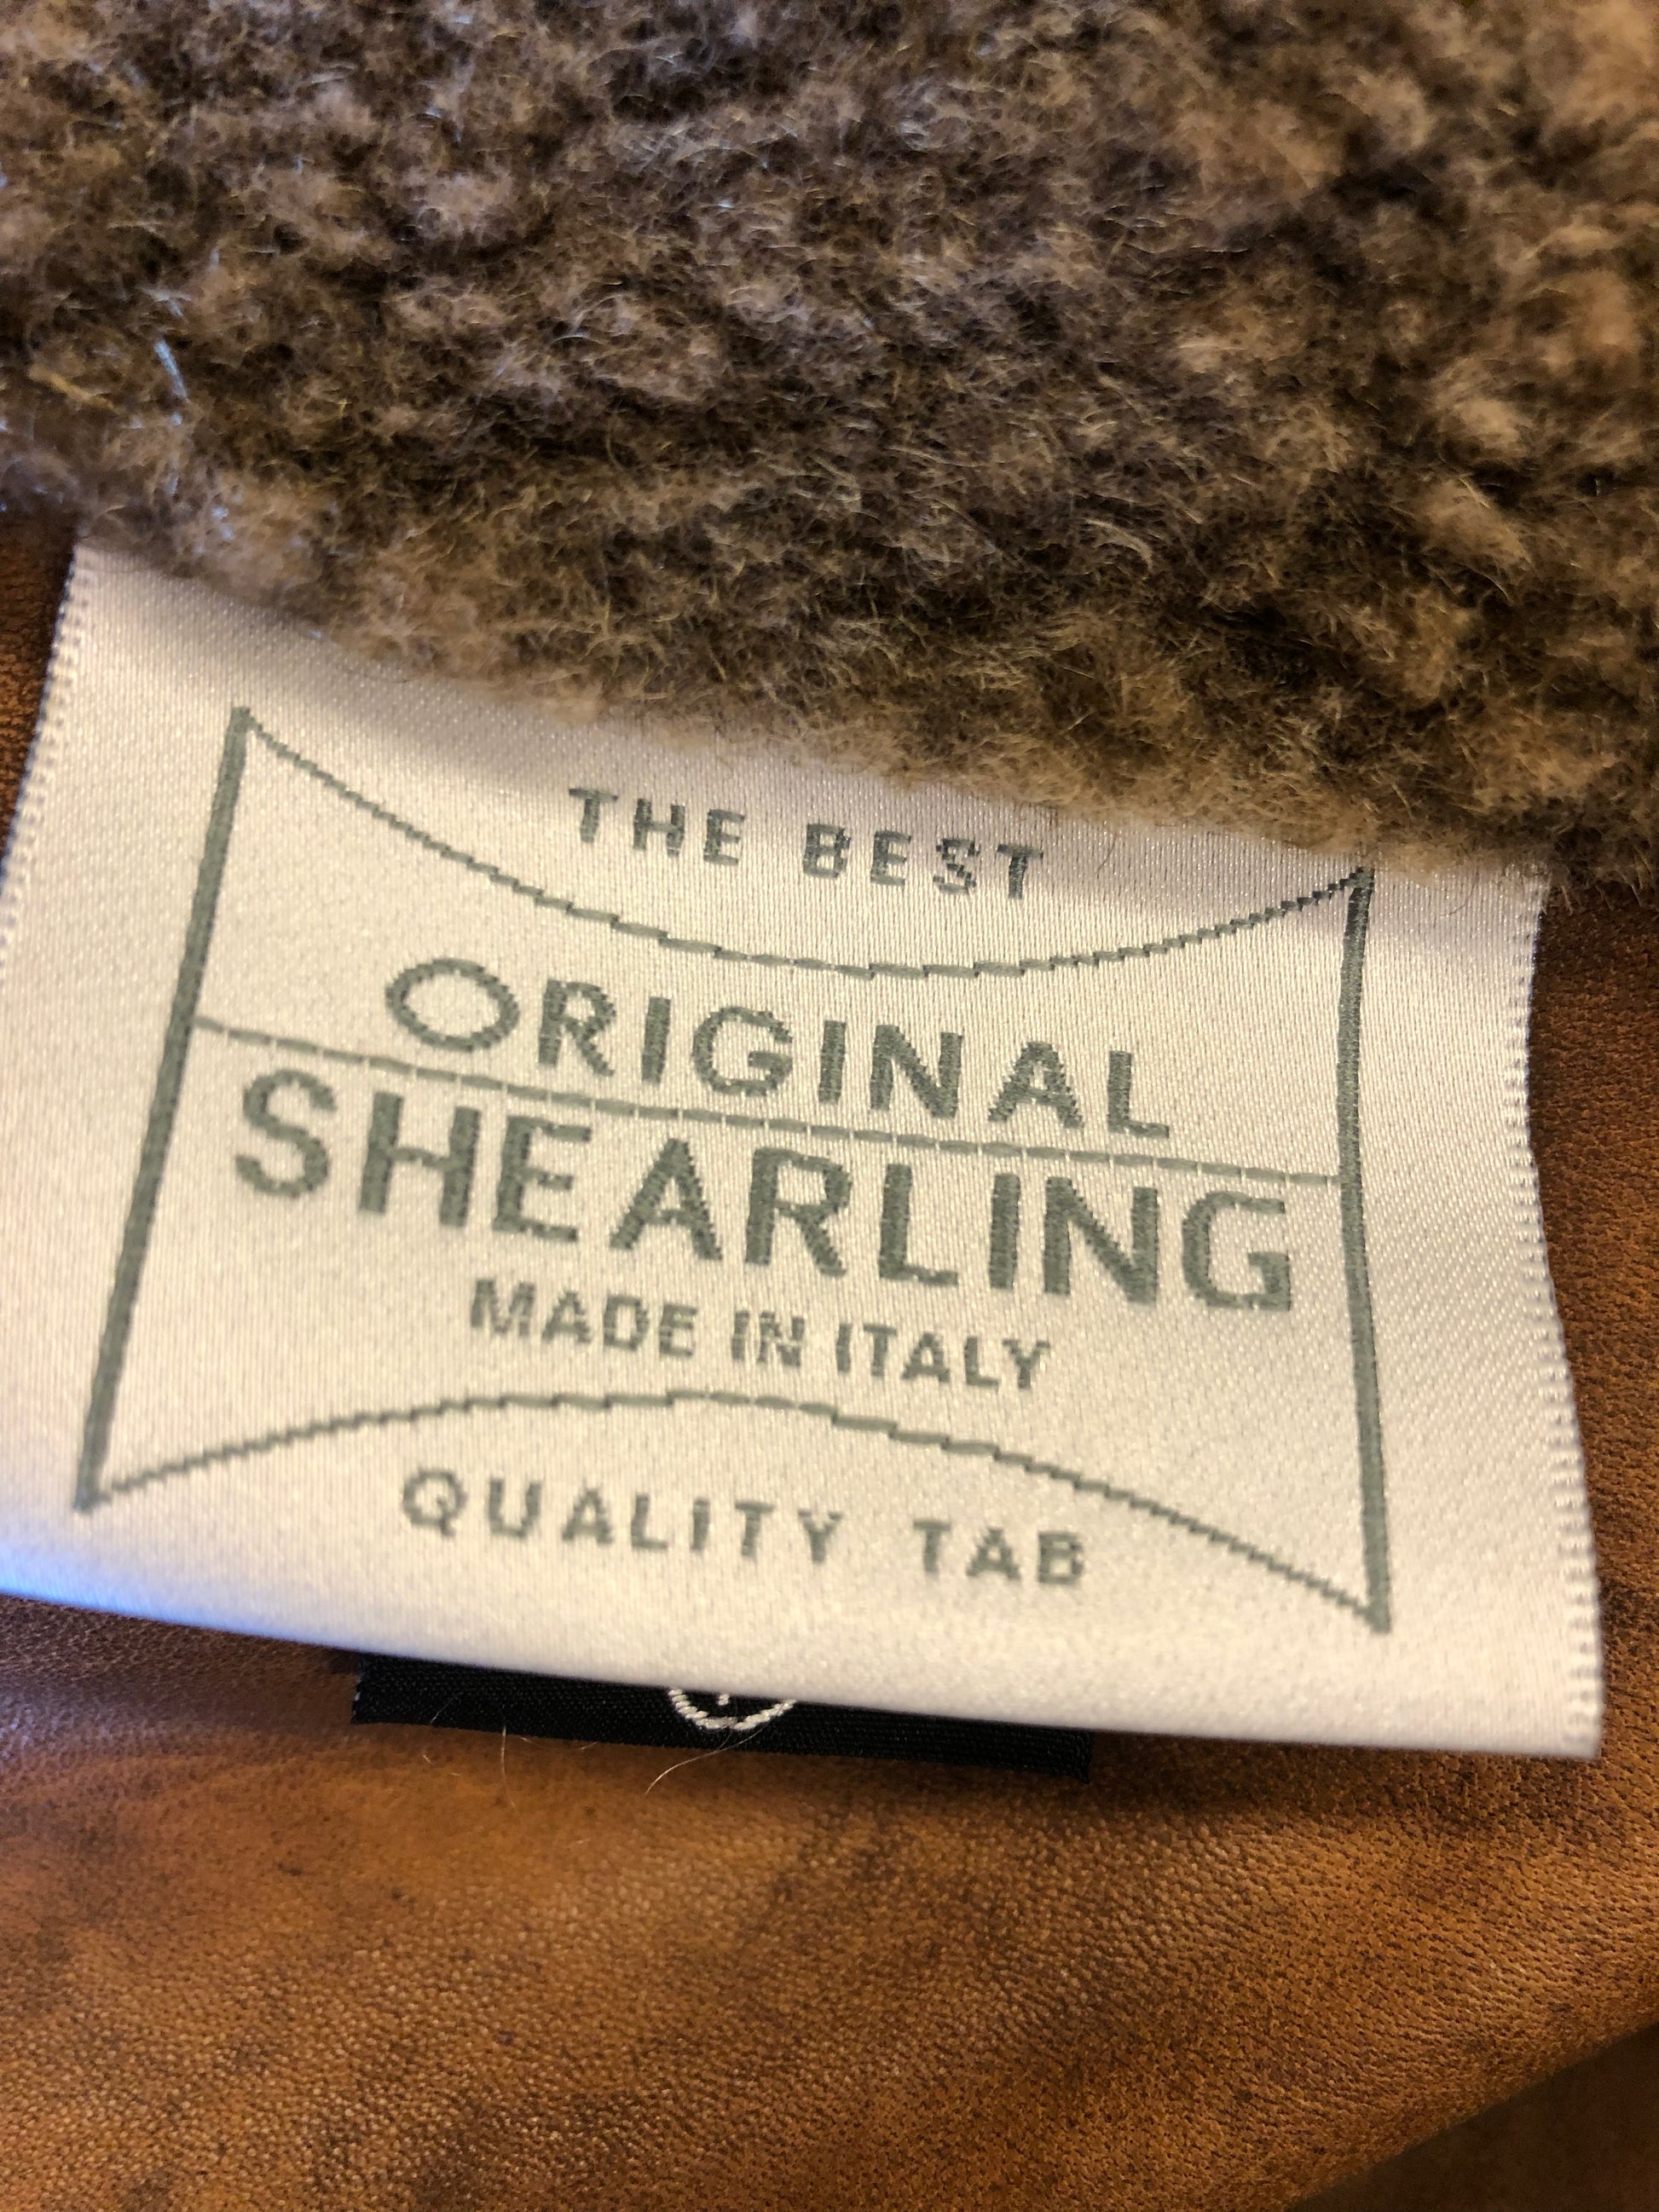 THE BEST
ORIGINAL
SHEARLING
MADE IN ITALY
QUALITY TAB